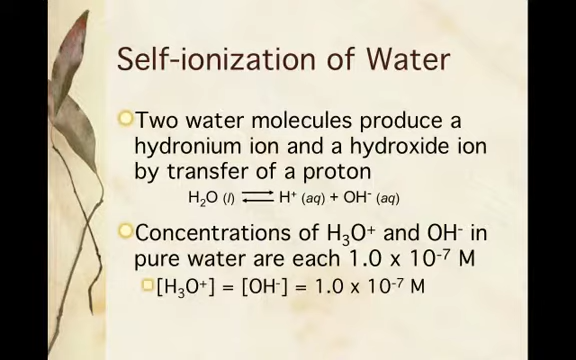 Self-ionization of Water
Two water molecules produce a
hydronium ion and a hydroxide ion
by transfer of a proton
H₂O (l) ⇌ H⁺ (aq) + OH⁻ (aq)
Concentrations of H₃O⁺ and OH⁻ in
pure water are each 1.0 x 10⁻⁷ M
[H₃O⁺] = [OH⁻] = 1.0 x 10⁻⁷ M